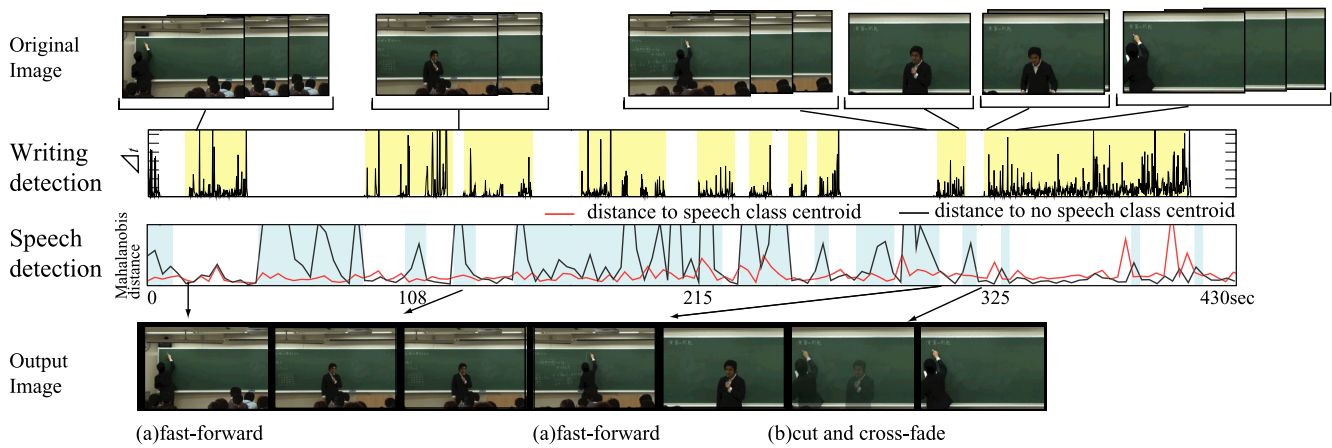 Original
Image
Writing
detection
⊿t
distance to speech class centroid
distance to no speech class centroid
Speech
detection
Mahalanobis
distance
0
108
215
325
430sec
Output
Image
(a)fast-forward
(a)fast-forward
(b)cut and cross-fade